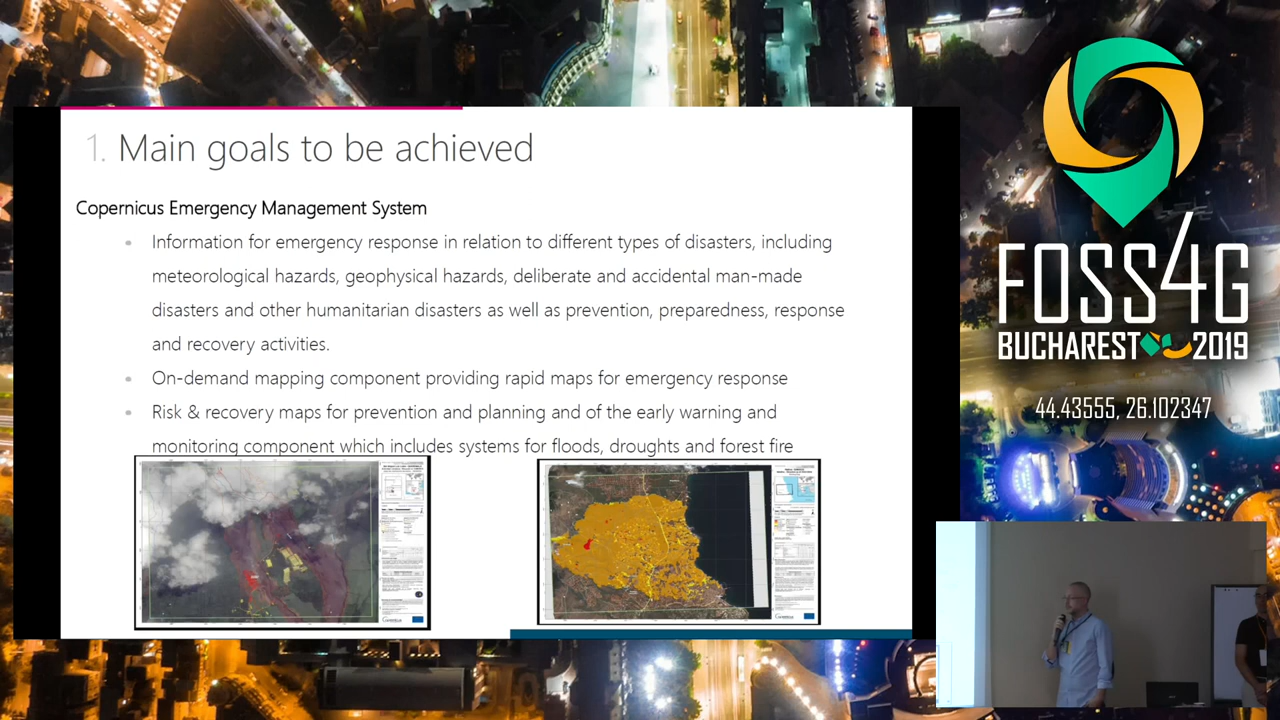 1. Main goals to be achieved
Copernicus Emergency Management System
Information for emergency response in relation to different types of disasters, including
meteorological hazards, geophysical hazards, deliberate and accidental man-made
disasters and other humanitarian disasters as well as prevention, preparedness, response
and recovery activities.
On-demand mapping component providing rapid maps for emergency response
Risk & recovery maps for prevention and planning and of the early warning and
monitoring component which includes systems for floods, droughts and forest fire
FOSS4G
BUCHAREST 2019
44.43555, 26.102347